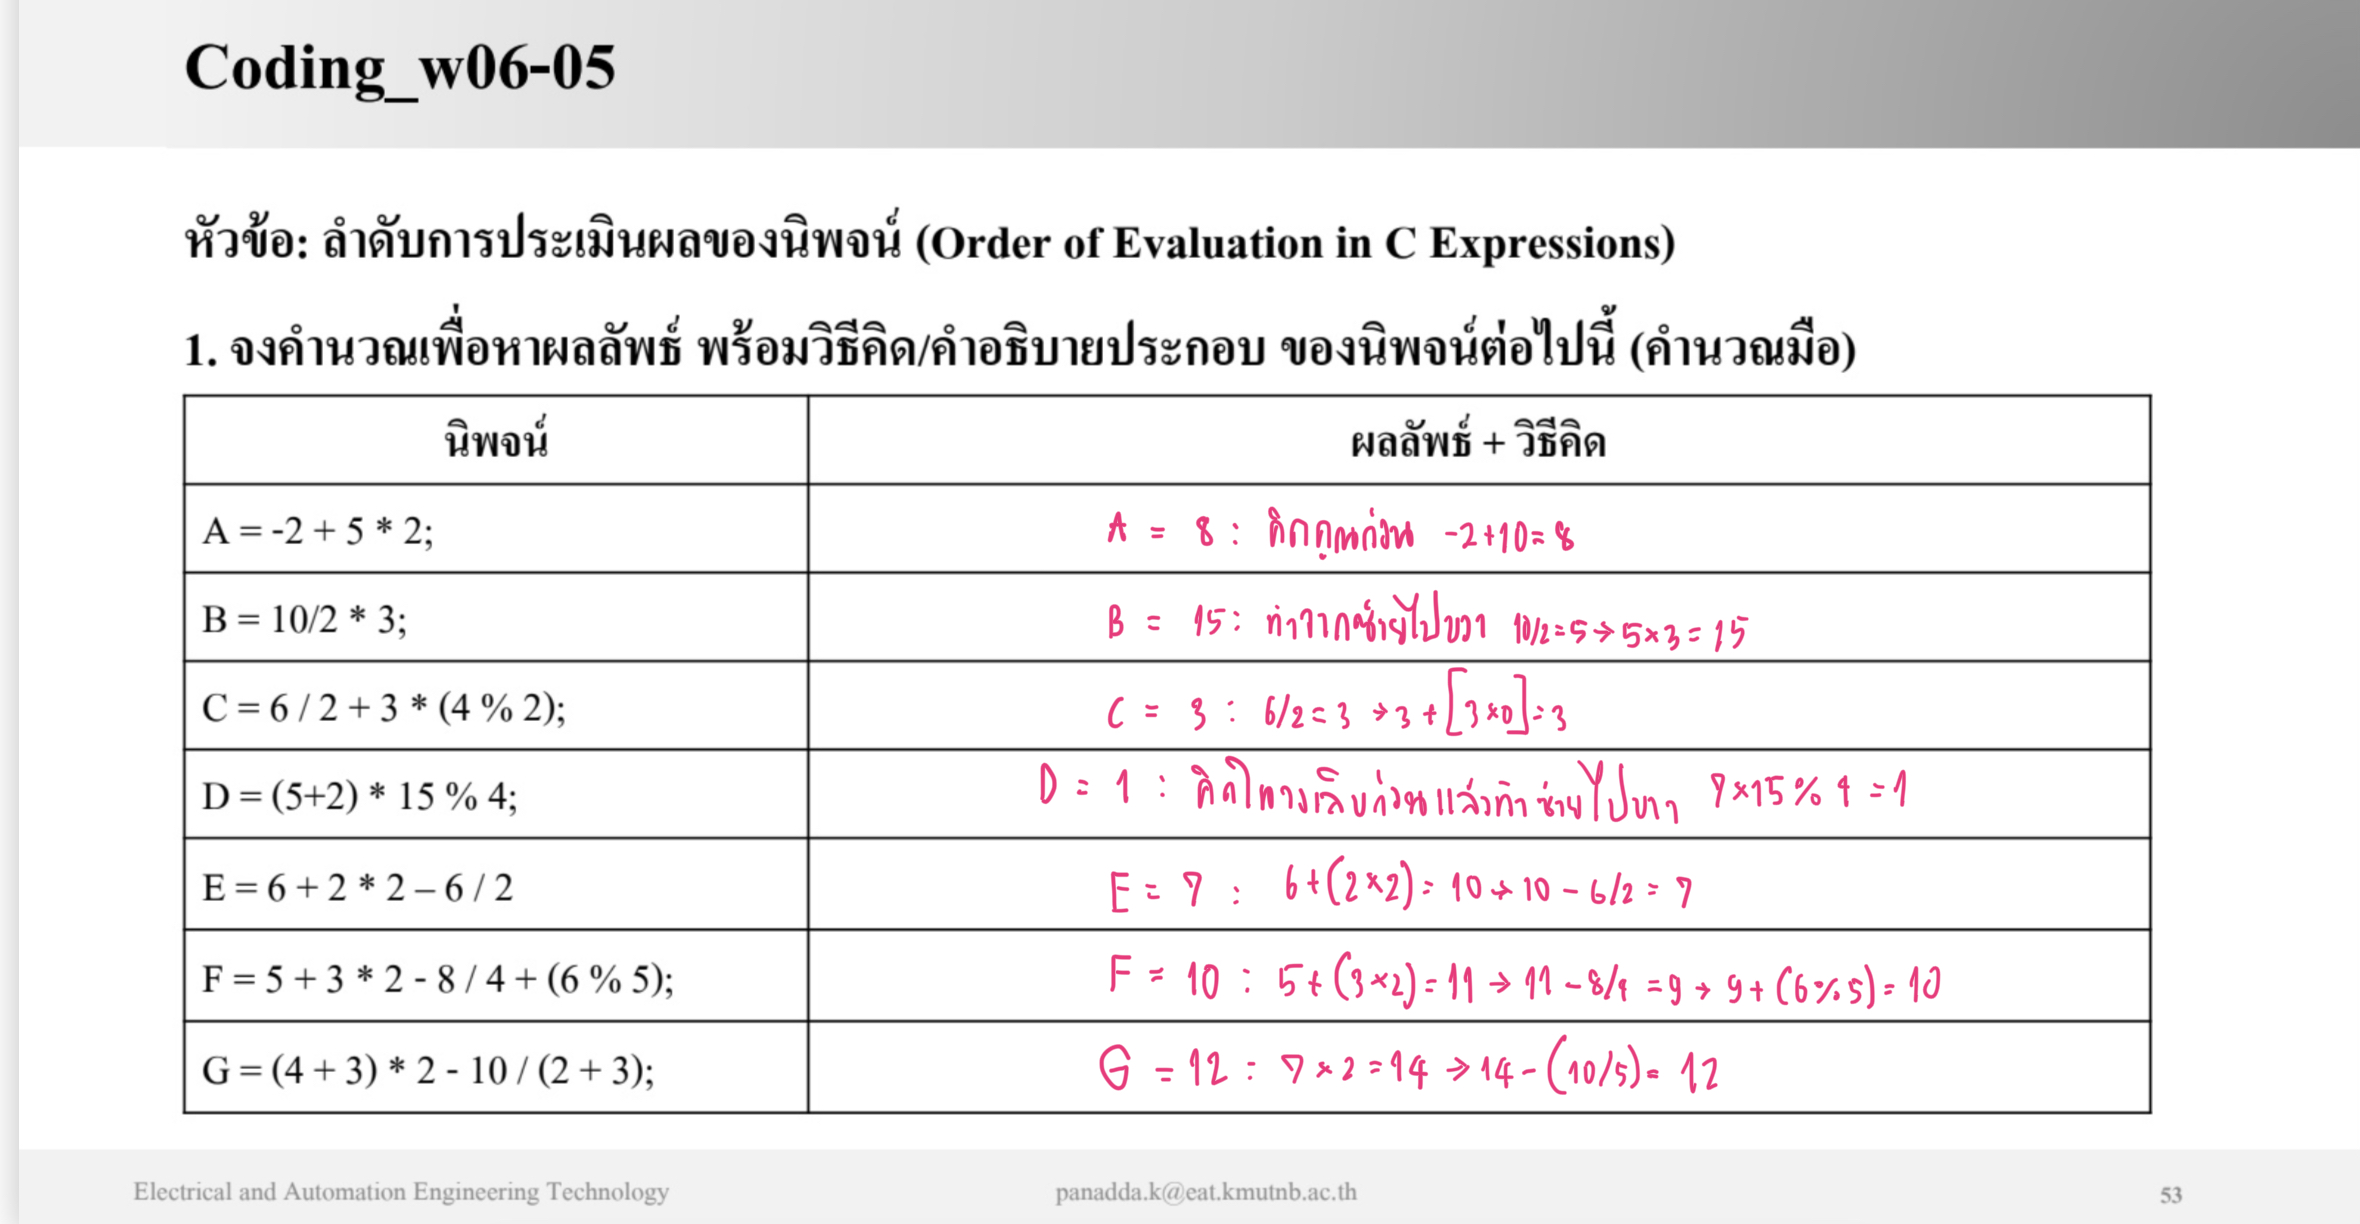 Coding_w06-05
หัวข้อ: ลำดับการประเมินผลของนิพจน์ (Order of Evaluation in C Expressions)
1. จงคำนวณเพื่อหาผลลัพธ์ พร้อมวิธีคิด/คำอธิบายประกอบ ของนิพจน์ต่อไปนี้ (คำนวณมือ)
นิพจน์ ผลลัพธ์ + วิธีคิด
A = -2 + 5 * 2; A = 8 : คิดคูณก่อน -2+10=8
B = 10/2 * 3; B = 15: ทำจากซ้ายไปขวา 10/2=5→5×3=15
C = 6 / 2 + 3 * (4 % 2); C = 3 : 6/2=3 →3+[3×0]=3
D = (5+2) * 15 % 4; D = 1 : คิดในวงเล็บก่อนแล้วทำซ้ายไปขวา 7×15%4=1
E = 6 + 2 * 2 – 6 / 2 E = 7 : 6+(2×2)=10→10-6/2=7
F = 5 + 3 * 2 - 8 / 4 + (6 % 5); F = 10 : 5+(3×2)=11→11-8/4=9→9+(6%5)=10
G = (4 + 3) * 2 - 10 / (2 + 3); G = 12 : 7×2=14→14-(10/5)=12
Electrical and Automation Engineering Technology panadda.k@eat.kmutnb.ac.th 53